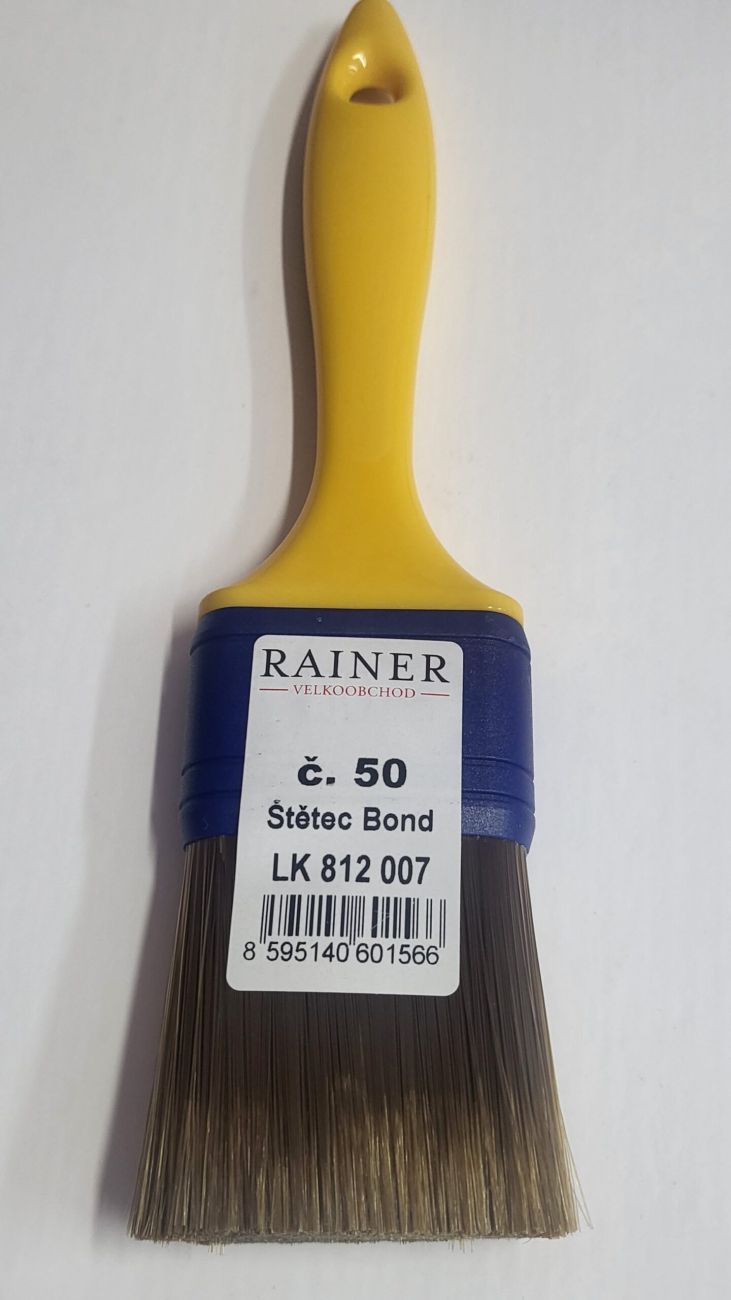 RAINER
VELKOOBCHOD
č. 50
Štětec Bond
LK 812 007
8 595140 601566